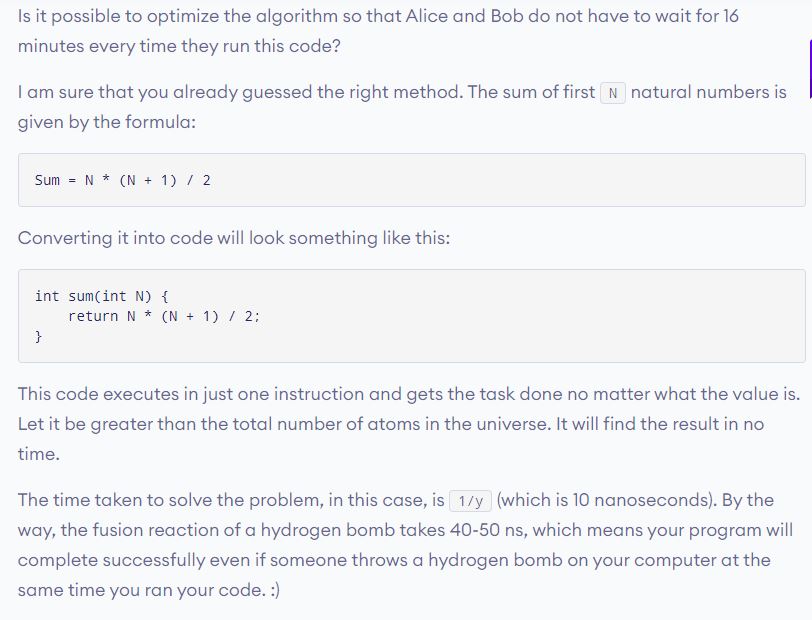 Is it possible to optimize the algorithm so that Alice and Bob do not have to wait for 16
minutes every time they run this code?
I am sure that you already guessed the right method. The sum of first N natural numbers is
given by the formula:
Sum = N * (N + 1) / 2
Converting it into code will look something like this:
int sum(int N) {
    return N * (N + 1) / 2;
}
This code executes in just one instruction and gets the task done no matter what the value is.
Let it be greater than the total number of atoms in the universe. It will find the result in no
time.
The time taken to solve the problem, in this case, is 1/y (which is 10 nanoseconds). By the
way, the fusion reaction of a hydrogen bomb takes 40-50 ns, which means your program will
complete successfully even if someone throws a hydrogen bomb on your computer at the
same time you ran your code. :)